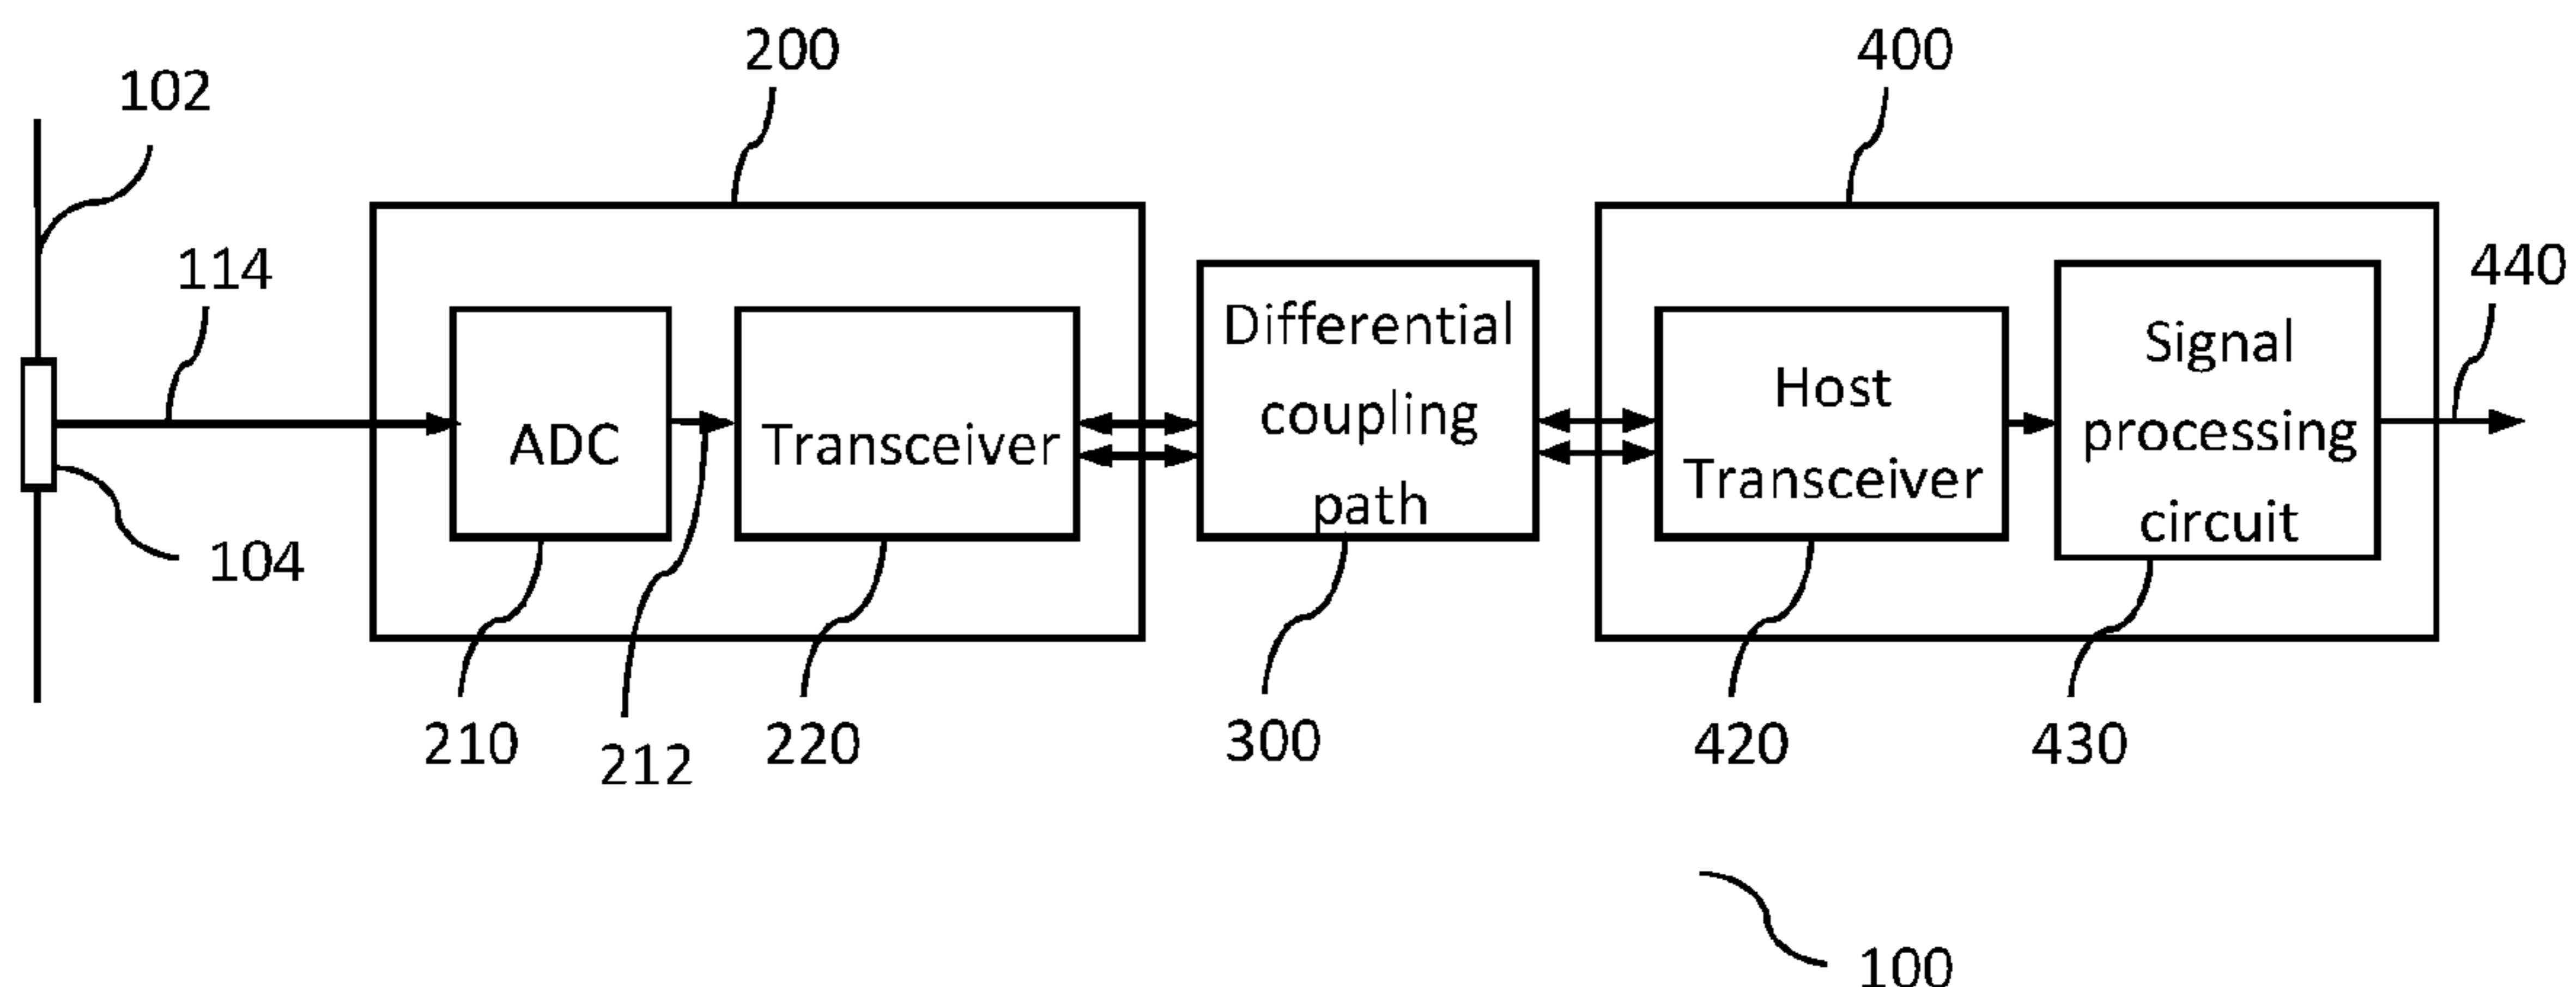 200
400
102
114
440
ADC
Transceiver
Differential
coupling
path
Host
Transceiver
Signal
processing
circuit
104
210
212
220
300
420
430
100